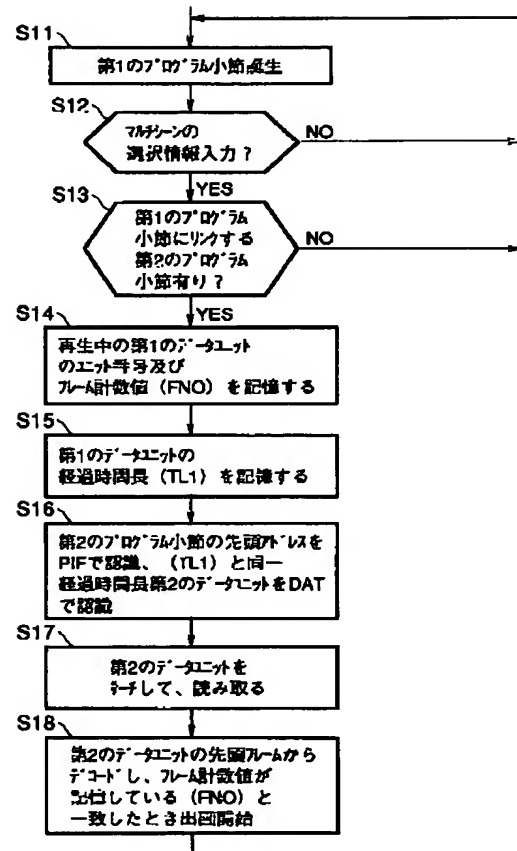 S11
第1のプログラム小節誕生
S12
マルチシーンの
選択情報入力?
NO
YES
S13
第1のプログラム
小節にリンクする
第2のプログラム
小節有り?
NO
YES
S14
再生中の第1のデータユニット
のユニット番号及び
フレーム計数値(FNO)を記憶する
S15
第1のデータユニットの
経過時間長(TL1)を記憶する
S16
第2のプログラム小節の先頭アドレスを
PIFで認識、(TL1)と同一
経過時間長第2のデータユニットをDAT
で認識
S17
第2のデータユニットを
サーチして、読み取る
S18
第2のデータユニットの先頭フレームから
デコードし、フレーム計数値が
記憶している(FNO)と
一致したとき出画開始